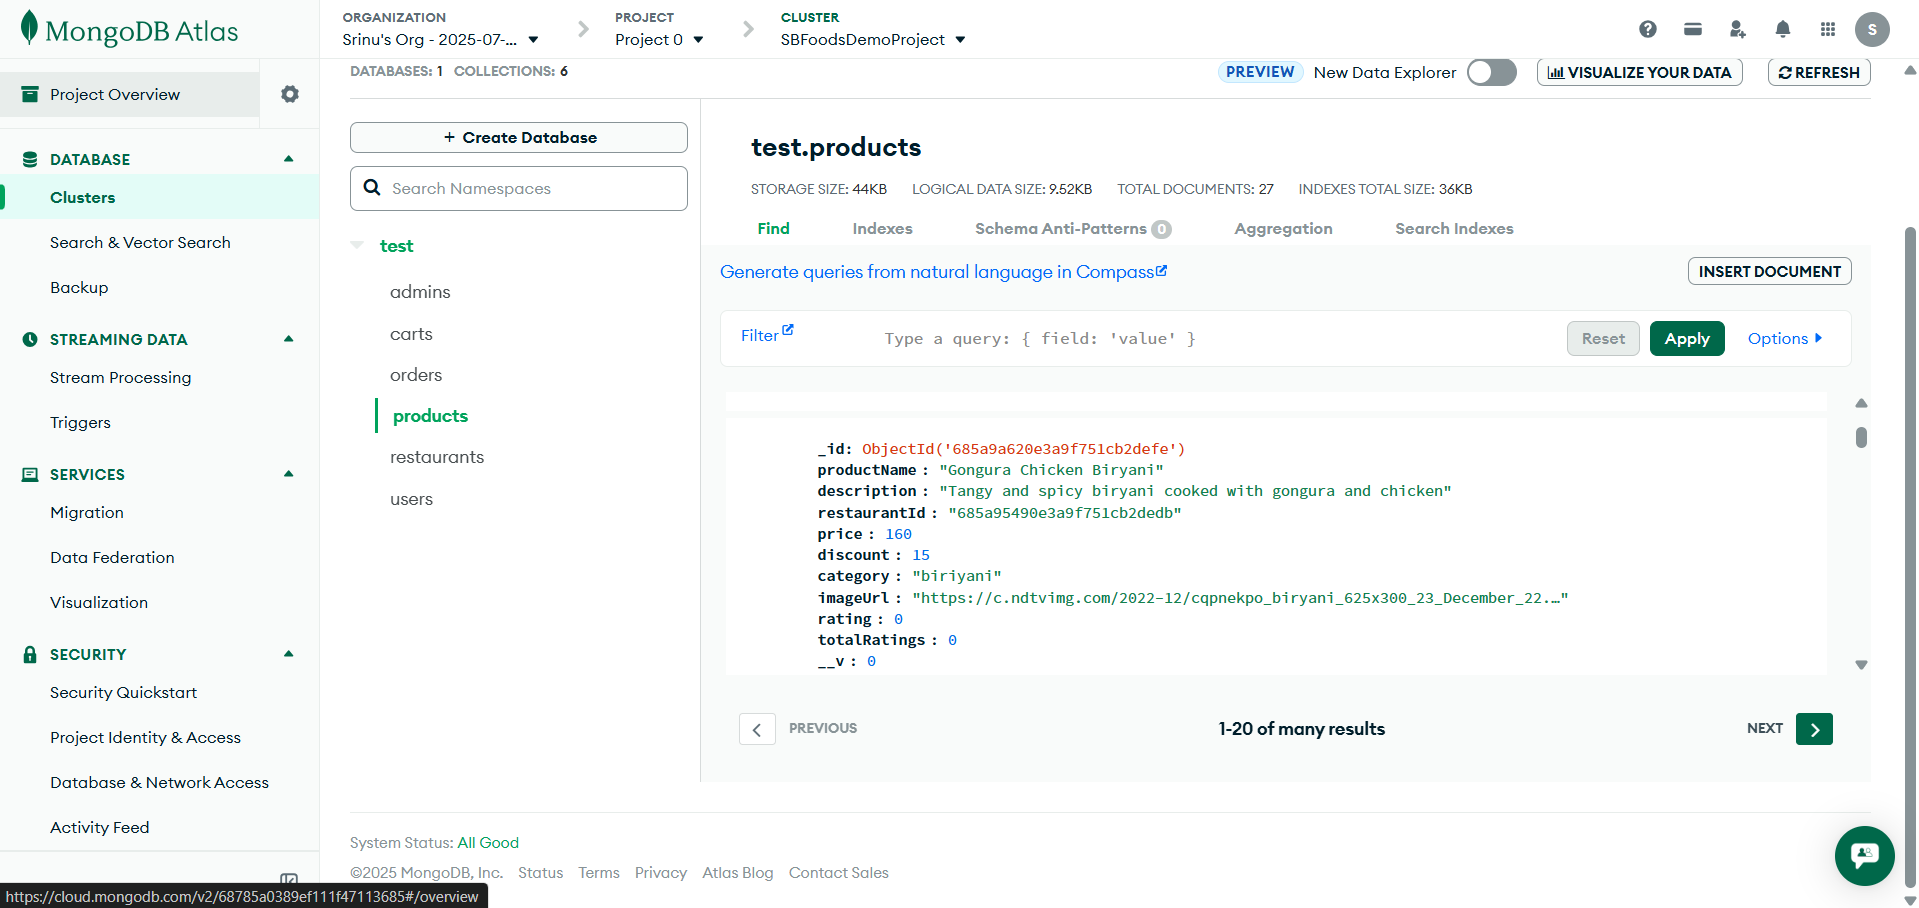 MongoDB Atlas
ORGANIZATION
Srinu's Org - 2025-07-...
PROJECT
Project 0
CLUSTER
SBFoodsDemoProject
S
Project Overview
DATABASE
Clusters
Search & Vector Search
Backup
STREAMING DATA
Stream Processing
Triggers
SERVICES
Migration
Data Federation
Visualization
SECURITY
Security Quickstart
Project Identity & Access
Database & Network Access
Activity Feed
https://cloud.mongodb.com/v2/68785a0389ef111f47113685#/overview
DATABASES: 1 COLLECTIONS: 6
PREVIEW New Data Explorer
VISUALIZE YOUR DATA
REFRESH
+ Create Database
Search Namespaces
test
admins
carts
orders
products
restaurants
users
test.products
STORAGE SIZE: 44KB LOGICAL DATA SIZE: 9.52KB TOTAL DOCUMENTS: 27 INDEXES TOTAL SIZE: 36KB
Find Indexes Schema Anti-Patterns 0 Aggregation Search Indexes
Generate queries from natural language in Compass
INSERT DOCUMENT
Filter
Type a query: { field: 'value' }
Reset Apply Options
_id: ObjectId('685a9a620e3a9f751cb2defe')
productName : "Gongura Chicken Biryani"
description : "Tangy and spicy biryani cooked with gongura and chicken"
restaurantId : "685a95490e3a9f751cb2dedb"
price : 160
discount : 15
category : "biriyani"
imageUrl : "https://c.ndtvimg.com/2022-12/cqpnekpo_biryani_625x300_23_December_22.…"
rating : 0
totalRatings : 0
__v : 0
PREVIOUS
1-20 of many results
NEXT
System Status: All Good
©2025 MongoDB, Inc. Status Terms Privacy Atlas Blog Contact Sales